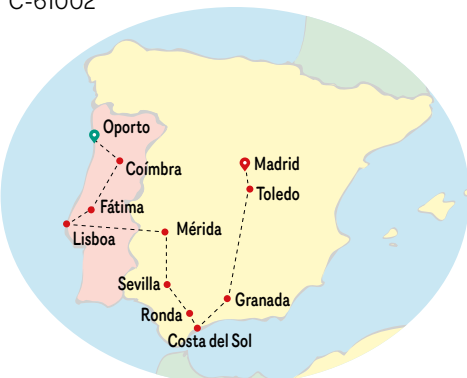 C-61002
Oporto
Coímbra
Madrid
Toledo
Fátima
Lisboa
Mérida
Sevilla
Granada
Ronda
Costa del Sol